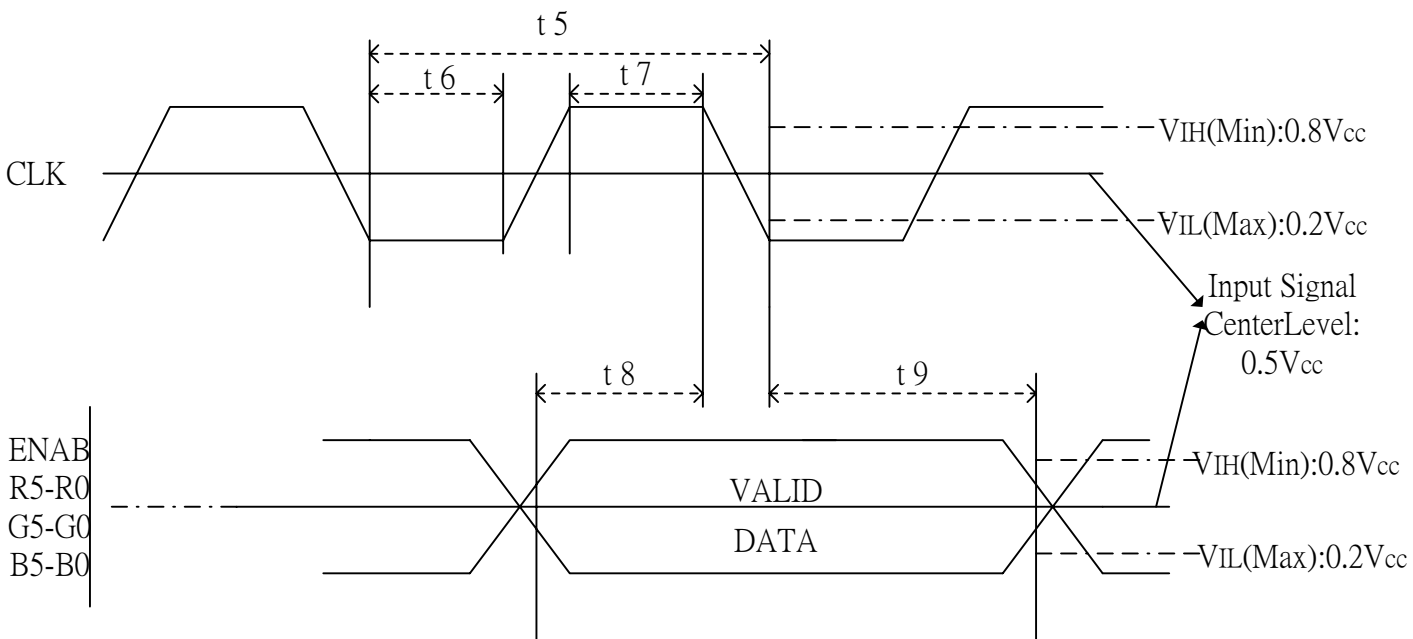 t 5
t 6
t 7
CLK
VIH(Min):0.8Vcc
VIL(Max):0.2Vcc
Input Signal
CenterLevel:
0.5Vcc
t 8
t 9
ENAB
R5-R0
G5-G0
B5-B0
VALID
DATA
VIH(Min):0.8Vcc
VIL(Max):0.2Vcc